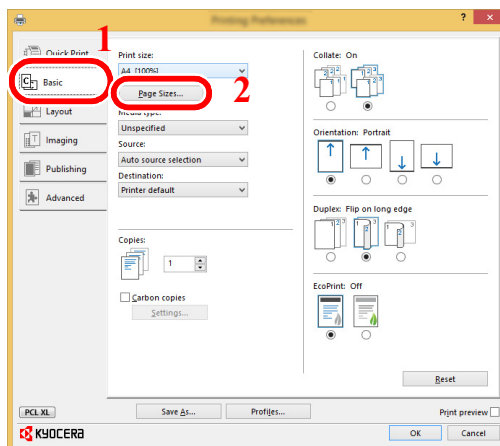 Printing Preferences
? x
1
Quick Print
Basic
Layout
Imaging
Publishing
Advanced
Print size:
A4 [100%]
Page Sizes...
2
Media type:
Unspecified
Source:
Auto source selection
Destination:
Printer default
Copies:
1
Carbon copies
Settings...
Collate: On
Orientation: Portrait
Duplex: Flip on long edge
EcoPrint: Off
Reset
PCL XL
Save As...
Profiles...
Print preview
KYOCERA
OK
Cancel